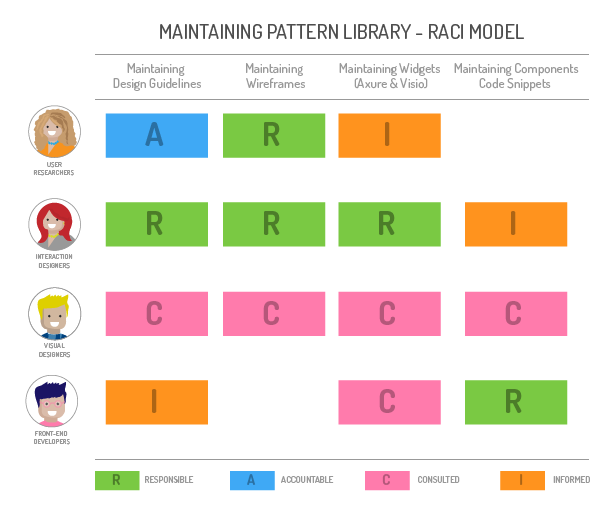 MAINTAINING PATTERN LIBRARY - RACI MODEL
Maintaining
Design Guidelines
Maintaining
Wireframes
Maintaining Widgets
(Axure & Visio)
Maintaining Components
Code Snippets
A R I
USER
RESEARCHERS
R R R I
INTERACTION
DESIGNERS
C C C C
VISUAL
DESIGNERS
I C R
FRONT-END
DEVELOPERS
R RESPONSIBLE A ACCOUNTABLE C CONSULTED I INFORMED